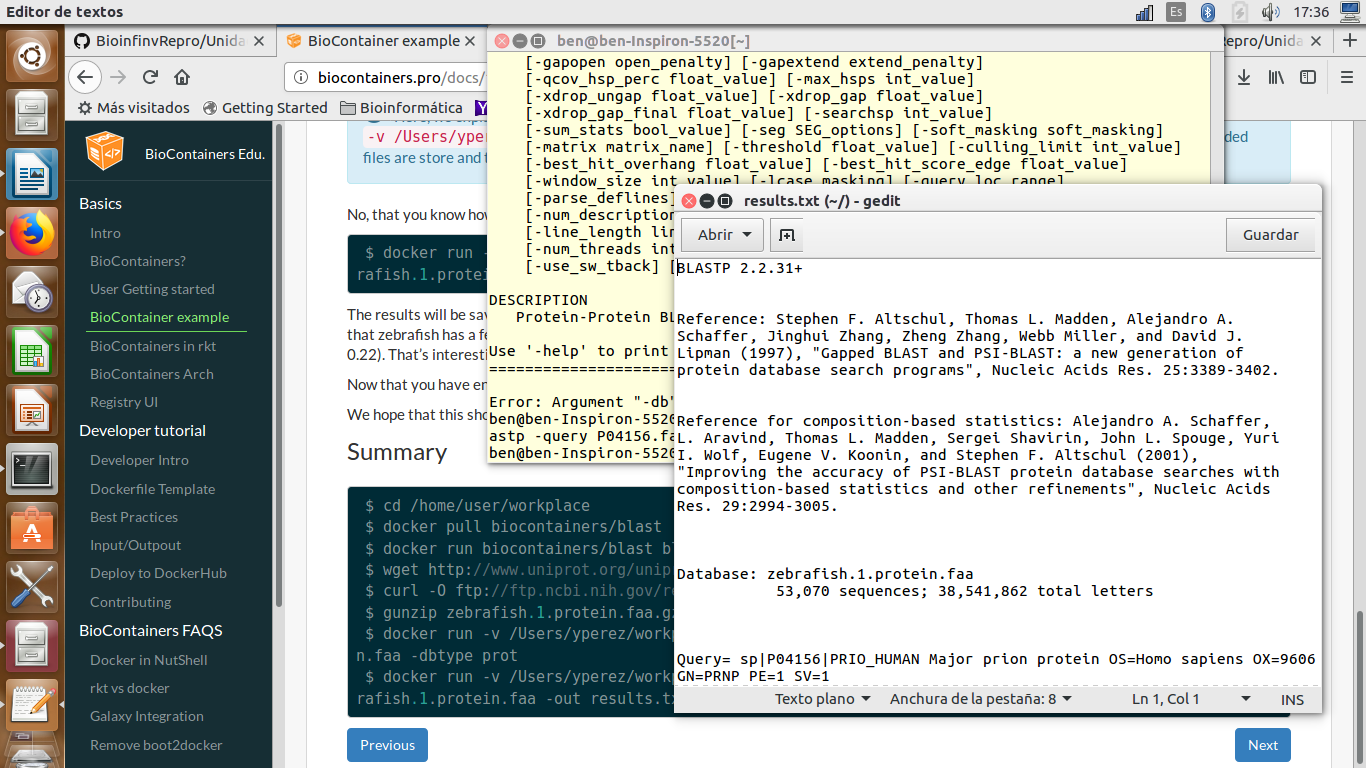 Editor de textos
Es
17:36
BioinfinvRepro/Unida
BioContainer example
ben@ben-Inspiron-5520[~]
Repro/Unida
biocontainers.pro/docs/
Más visitados
Getting Started
Bioinformática
BioContainers Edu.
Basics
Intro
BioContainers?
User Getting started
BioContainer example
BioContainers in rkt
BioContainers Arch
Registry UI
Developer tutorial
Developer Intro
Dockerfile Template
Best Practices
Input/Outpout
Deploy to DockerHub
Contributing
BioContainers FAQS
Docker in NutShell
rkt vs docker
Galaxy Integration
Remove boot2docker
-v /Users/yper
ded
files are store and t
No, that you know how
$ docker run -
rafish.1.protei
The results will be sav
that zebrafish has a fe
0.22). That's interesti
Now that you have en
We hope that this sho
Summary
$ cd /home/user/workplace
$ docker pull biocontainers/blast
$ docker run biocontainers/blast bl
$ wget http://www.uniprot.org/unip
$ curl -O ftp://ftp.ncbi.nih.gov/re
$ gunzip zebrafish.1.protein.faa.g
$ docker run -v /Users/yperez/workp
n.faa -dbtype prot
$ docker run -v /Users/yperez/workp
rafish.1.protein.faa -out results.tx
Previous
Next
[-gapopen open_penalty] [-gapextend extend_penalty]
[-qcov_hsp_perc float_value] [-max_hsps int_value]
[-xdrop_ungap float_value] [-xdrop_gap float_value]
[-xdrop_gap_final float_value] [-searchsp int_value]
[-sum_stats bool_value] [-seg SEG_options] [-soft_masking soft_masking]
[-matrix matrix_name] [-threshold float_value] [-culling_limit int_value]
[-best_hit_overhang float_value] [-best_hit_score_edge float_value]
[-window_size int_value] [-lcase_masking] [-query_loc range]
[-parse_deflines]
[-num_description
[-line_length lin
[-num_threads int
[-use_sw_tback] [
DESCRIPTION
Protein-Protein BL
Use '-help' to print
=====================
Error: Argument "-db"
ben@ben-Inspiron-5520
astp -query P04156.fa
ben@ben-Inspiron-5520
results.txt (~/) - gedit
Abrir
Guardar
BLASTP 2.2.31+
Reference: Stephen F. Altschul, Thomas L. Madden, Alejandro A.
Schaffer, Jinghui Zhang, Zheng Zhang, Webb Miller, and David J.
Lipman (1997), "Gapped BLAST and PSI-BLAST: a new generation of
protein database search programs", Nucleic Acids Res. 25:3389-3402.
Reference for composition-based statistics: Alejandro A. Schaffer,
L. Aravind, Thomas L. Madden, Sergei Shavirin, John L. Spouge, Yuri
I. Wolf, Eugene V. Koonin, and Stephen F. Altschul (2001),
"Improving the accuracy of PSI-BLAST protein database searches with
composition-based statistics and other refinements", Nucleic Acids
Res. 29:2994-3005.
Database: zebrafish.1.protein.faa
53,070 sequences; 38,541,862 total letters
Query= sp|P04156|PRIO_HUMAN Major prion protein OS=Homo sapiens OX=9606
GN=PRNP PE=1 SV=1
Texto plano
Anchura de la pestaña: 8
Ln 1, Col 1
INS